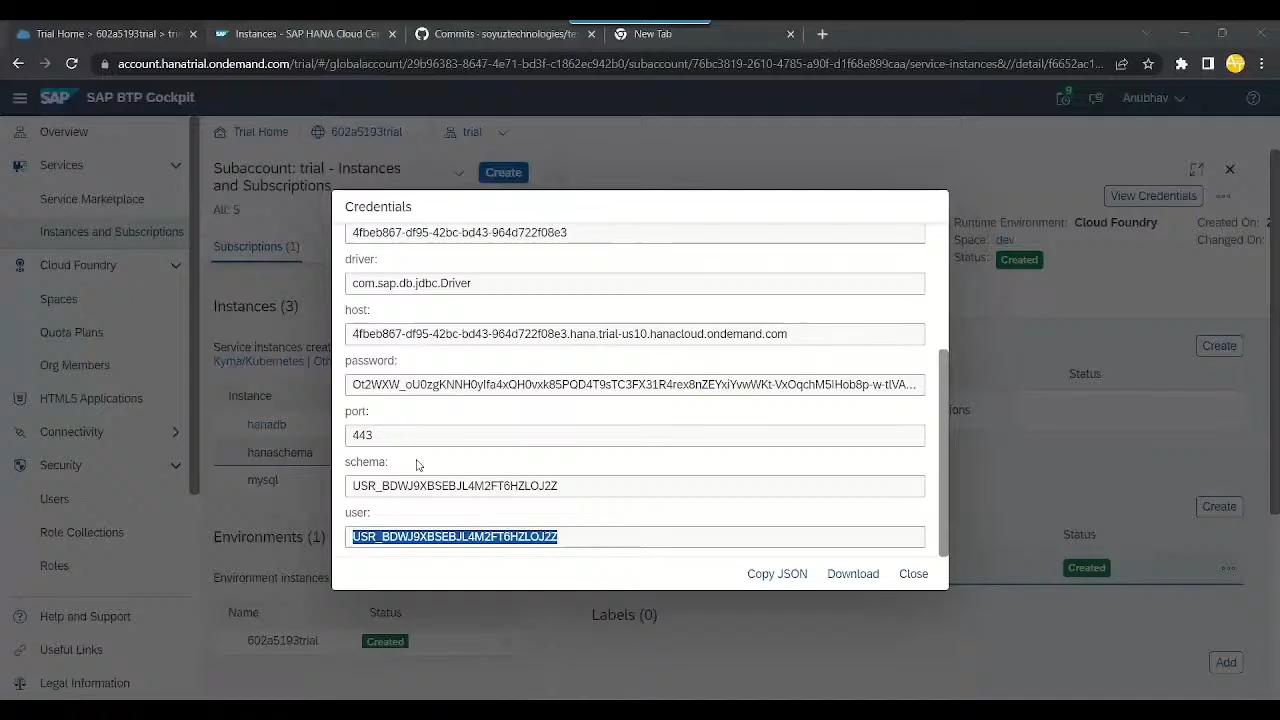 Trial Home > 602a5193trial > tri
Instances - SAP HANA Cloud Cen
Commits - soyuztechnologies/te
New Tab
account.hanatrial.ondemand.com/trial/#/globalaccount/29b96383-8647-4e71-bd3f-c1862ec942b0/subaccount/76bc3819-2610-4785-a90f-d1f68e899caa/service-instances&//detail/f6652ac1...
SAP
SAP BTP Cockpit
9
Anubhav
Overview
Services
Service Marketplace
Instances and Subscriptions
Cloud Foundry
Spaces
Quota Plans
Org Members
HTML5 Applications
Connectivity
Security
Users
Role Collections
Roles
Help and Support
Useful Links
Legal Information
Trial Home
602a5193trial
trial
Subaccount: trial - Instances
and Subscriptions
Create
All: 5
Subscriptions (1)
Instances (3)
Service instances creat
Kyma/Kubernetes | Oth
Instance
hanadb
hanaschema
mysql
Environments (1)
Environment instances
Name
Status
602a5193trial
Created
View Credentials
Runtime Environment: Cloud Foundry
Space: dev
Status: Created
Created On: 2
Changed On:
Create
Status
ions
Create
Status
Created
Labels (0)
Add
Credentials
4fbeb867-df95-42bc-bd43-964d722f08e3
driver:
com.sap.db.jdbc.Driver
host:
4fbeb867-df95-42bc-bd43-964d722f08e3.hana.trial-us10.hanacloud.ondemand.com
password:
Ot2WXW_oU0zgKNNH0yIfa4xQH0vxk85PQD4T9sTC3FX31R4rex8nZEYxiYvwWKt-VxOqchM5IHob8p-w-tlVA...
port:
443
schema:
USR_BDWJ9XBSEBJL4M2FT6HZLOJ2Z
user:
USR_BDWJ9XBSEBJL4M2FT6HZLOJ2Z
Copy JSON
Download
Close